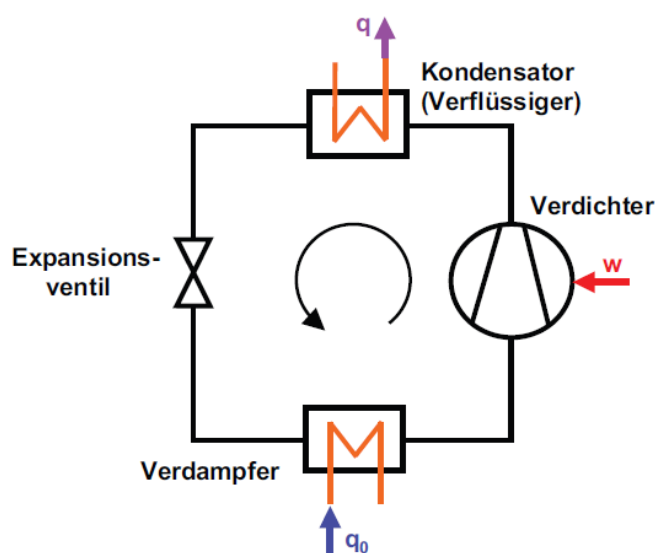 q
Kondensator
(Verflüssiger)
Verdichter
Expansions-
ventil
w
Verdampfer
q₀